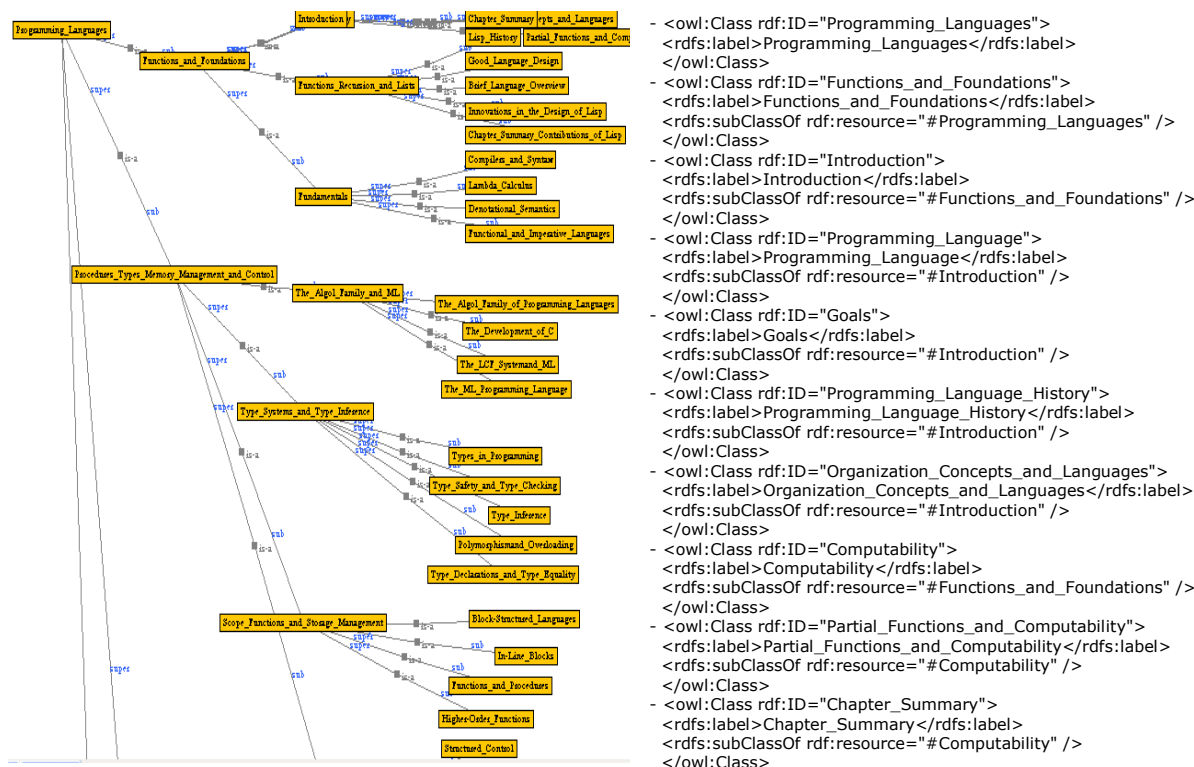 Programming_Languages
super
is-a
sub
Functions_and_Foundations
Introduction
Chapter_Summary
epts_and_Languages
Lisp_History
Partial_Functions_and_Com
Functions_Recursion_and_Lists
Good_Language_Design
Brief_Language_Overview
Innovations_in_the_Design_of_Lisp
Chapter_Summary_Contributions_of_Lisp
Fundamentals
Compilers_and_Syntax
Lambda_Calculus
Denotational_Semantics
Functional_and_Imperative_Languages
Procedures_Types_Memory_Management_and_Control
The_Algol_Family_and_ML
The_Algol_Family_of_Programming_Languages
The_Development_of_C
The_LCF_Systemand_ML
The_ML_Programming_Language
Type_Systems_and_Type_Inference
Types_in_Programming
Type_Safety_and_Type_Checking
Type_Inference
Polymorphismand_Overloading
Type_Declarations_and_Type_Equality
Scope_Functions_and_Storage_Management
Block-Structured_Languages
In-Line_Blocks
Functions_and_Procedures
Higher-Order_Functions
Structured_Control
- <owl:Class rdf:ID="Programming_Languages">
<rdfs:label>Programming_Languages</rdfs:label>
</owl:Class>
- <owl:Class rdf:ID="Functions_and_Foundations">
<rdfs:label>Functions_and_Foundations</rdfs:label>
<rdfs:subClassOf rdf:resource="#Programming_Languages" />
</owl:Class>
- <owl:Class rdf:ID="Introduction">
<rdfs:label>Introduction</rdfs:label>
<rdfs:subClassOf rdf:resource="#Functions_and_Foundations" />
</owl:Class>
- <owl:Class rdf:ID="Programming_Language">
<rdfs:label>Programming_Language</rdfs:label>
<rdfs:subClassOf rdf:resource="#Introduction" />
</owl:Class>
- <owl:Class rdf:ID="Goals">
<rdfs:label>Goals</rdfs:label>
<rdfs:subClassOf rdf:resource="#Introduction" />
</owl:Class>
- <owl:Class rdf:ID="Programming_Language_History">
<rdfs:label>Programming_Language_History</rdfs:label>
<rdfs:subClassOf rdf:resource="#Introduction" />
</owl:Class>
- <owl:Class rdf:ID="Organization_Concepts_and_Languages">
<rdfs:label>Organization_Concepts_and_Languages</rdfs:label>
<rdfs:subClassOf rdf:resource="#Introduction" />
</owl:Class>
- <owl:Class rdf:ID="Computability">
<rdfs:label>Computability</rdfs:label>
<rdfs:subClassOf rdf:resource="#Functions_and_Foundations" />
</owl:Class>
- <owl:Class rdf:ID="Partial_Functions_and_Computability">
<rdfs:label>Partial_Functions_and_Computability</rdfs:label>
<rdfs:subClassOf rdf:resource="#Computability" />
</owl:Class>
- <owl:Class rdf:ID="Chapter_Summary">
<rdfs:label>Chapter_Summary</rdfs:label>
<rdfs:subClassOf rdf:resource="#Computability" />
</owl:Class>